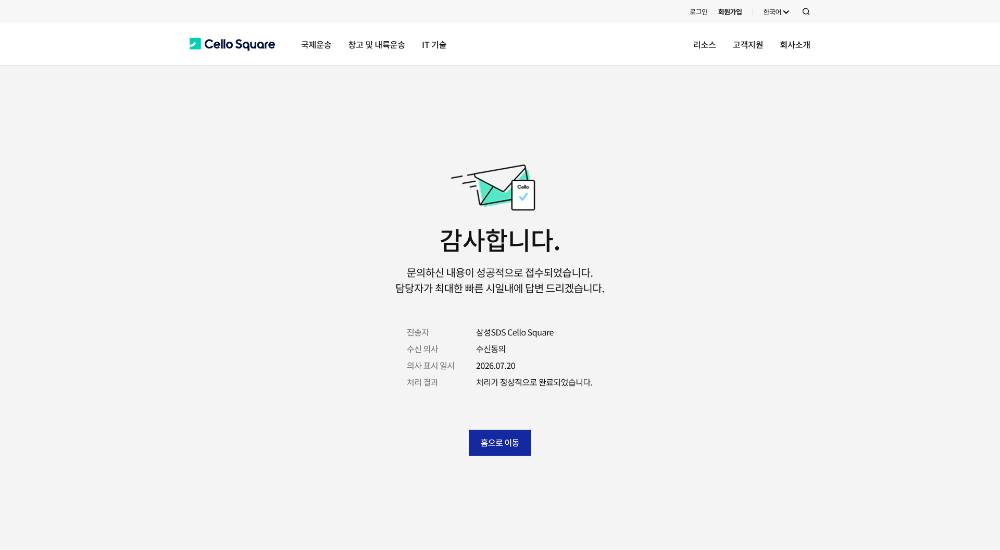 로그인 회원가입 한국어
Cello Square 국제운송 창고 및 내륙운송 IT 기술 리소스 고객지원 회사소개
Cello
감사합니다.
문의하신 내용이 성공적으로 접수되었습니다.
담당자가 최대한 빠른 시일내에 답변 드리겠습니다.
전송자 삼성SDS Cello Square
수신 의사 수신동의
의사 표시 일시 2026.07.20
처리 결과 처리가 정상적으로 완료되었습니다.
홈으로 이동